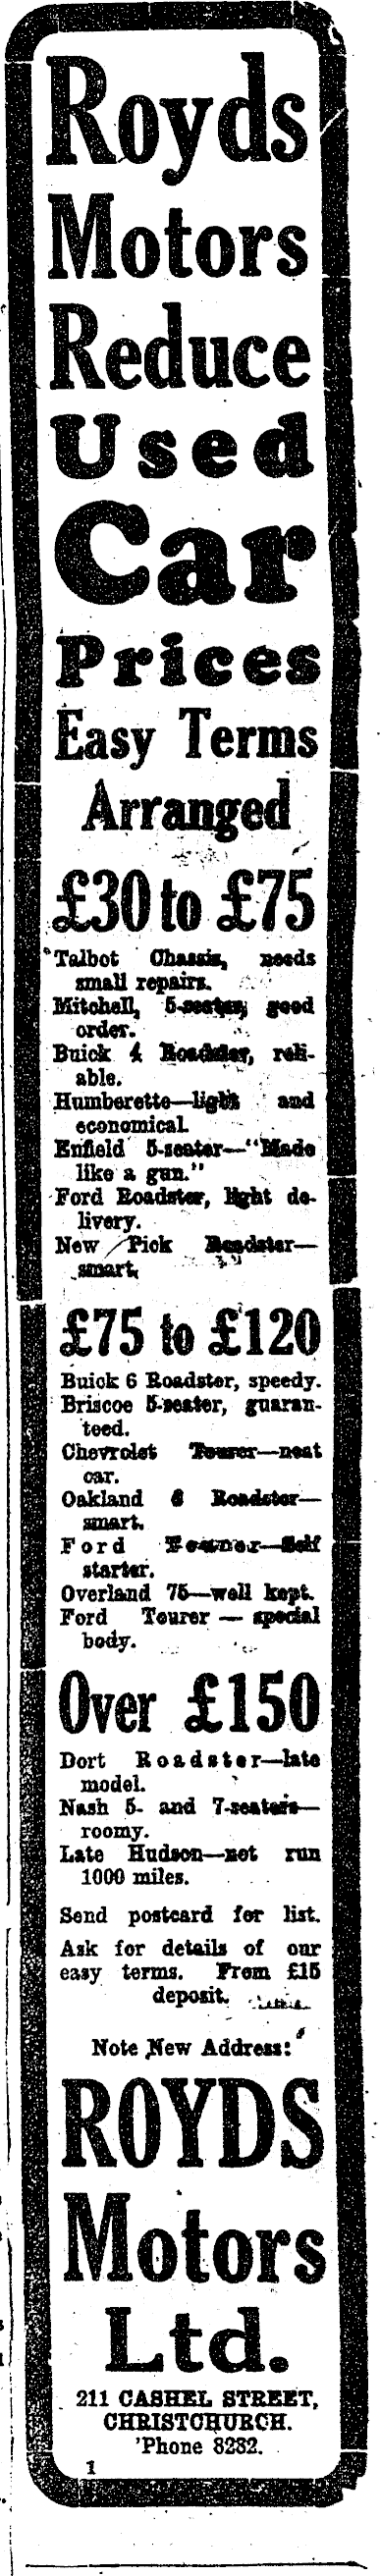 Royds
Motors
Reduce
Used
Car
Prices
Easy Terms
Arranged
£30 to £75
Talbot Chassis, needs
small repairs.
Mitchell, 5-seater, good
order.
Buick 4 Roadster, reli-
able.
Humberette—light and
economical.
Enfield 5-seater—"Made
like a gun."
Ford Roadster, light de-
livery.
New Pick Roadster—
smart.
£75 to £120
Buick 6 Roadster, speedy.
Briscoe 5-seater, guaran-
teed.
Chevrolet Tourer—neat
car.
Oakland 6 Roadster—
smart.
Ford Tourer—Self
starter.
Overland 75—well kept.
Ford Tourer — special
body.
Over £150
Dort Roadster—late
model.
Nash 5- and 7-seaters—
roomy.
Late Hudson—not run
1000 miles.
Send postcard for list.
Ask for details of our
easy terms. From £15
deposit.
Note New Address:
ROYDS
Motors
Ltd.
211 CASHEL STREET,
CHRISTCHURCH.
'Phone 8282.
1